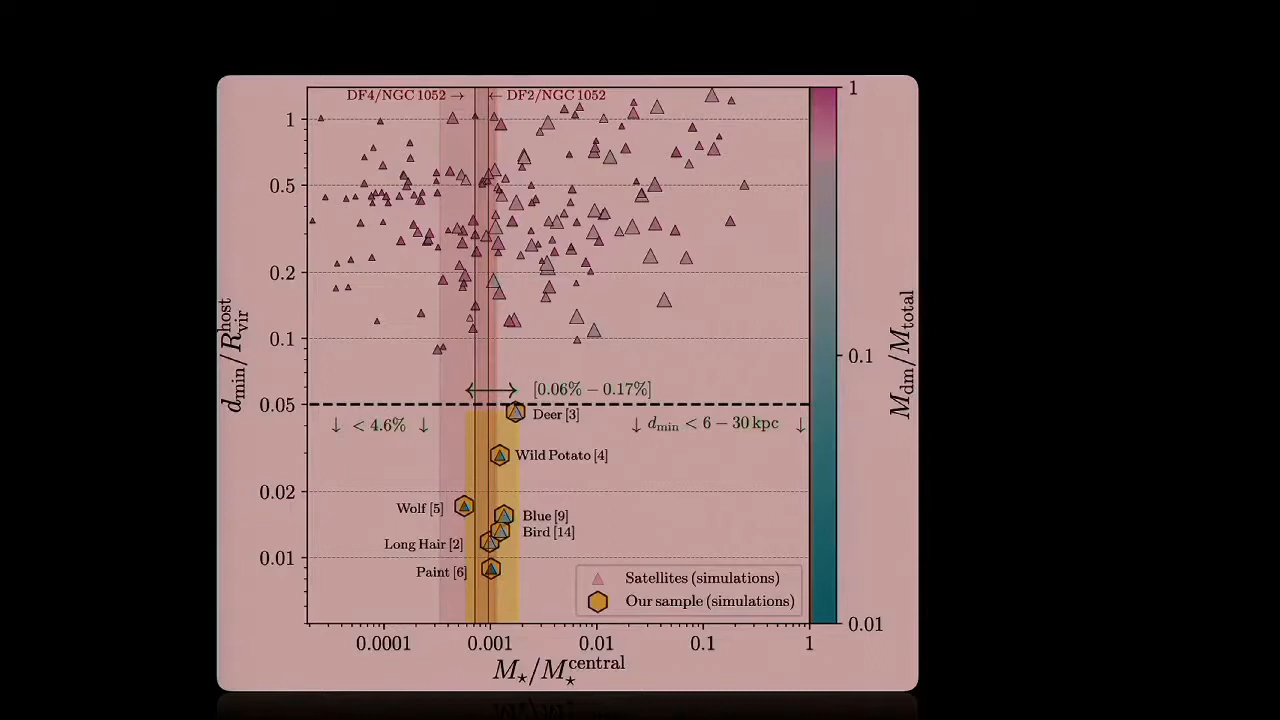 DF4/NGC 1052 → ← DF2/NGC 1052
1
0.5
0.2
0.1
0.05
0.02
0.01
d_min/R_vir^host
[0.06% − 0.17%]
↓ < 4.6% ↓
↓ d_min < 6 − 30 kpc ↓
Deer [3]
Wild Potato [4]
Wolf [5]
Blue [9]
Bird [14]
Long Hair [2]
Paint [6]
Satellites (simulations)
Our sample (simulations)
0.0001 0.001 0.01 0.1 1
M⋆/M⋆^central
1
0.1
0.01
M_dm/M_total